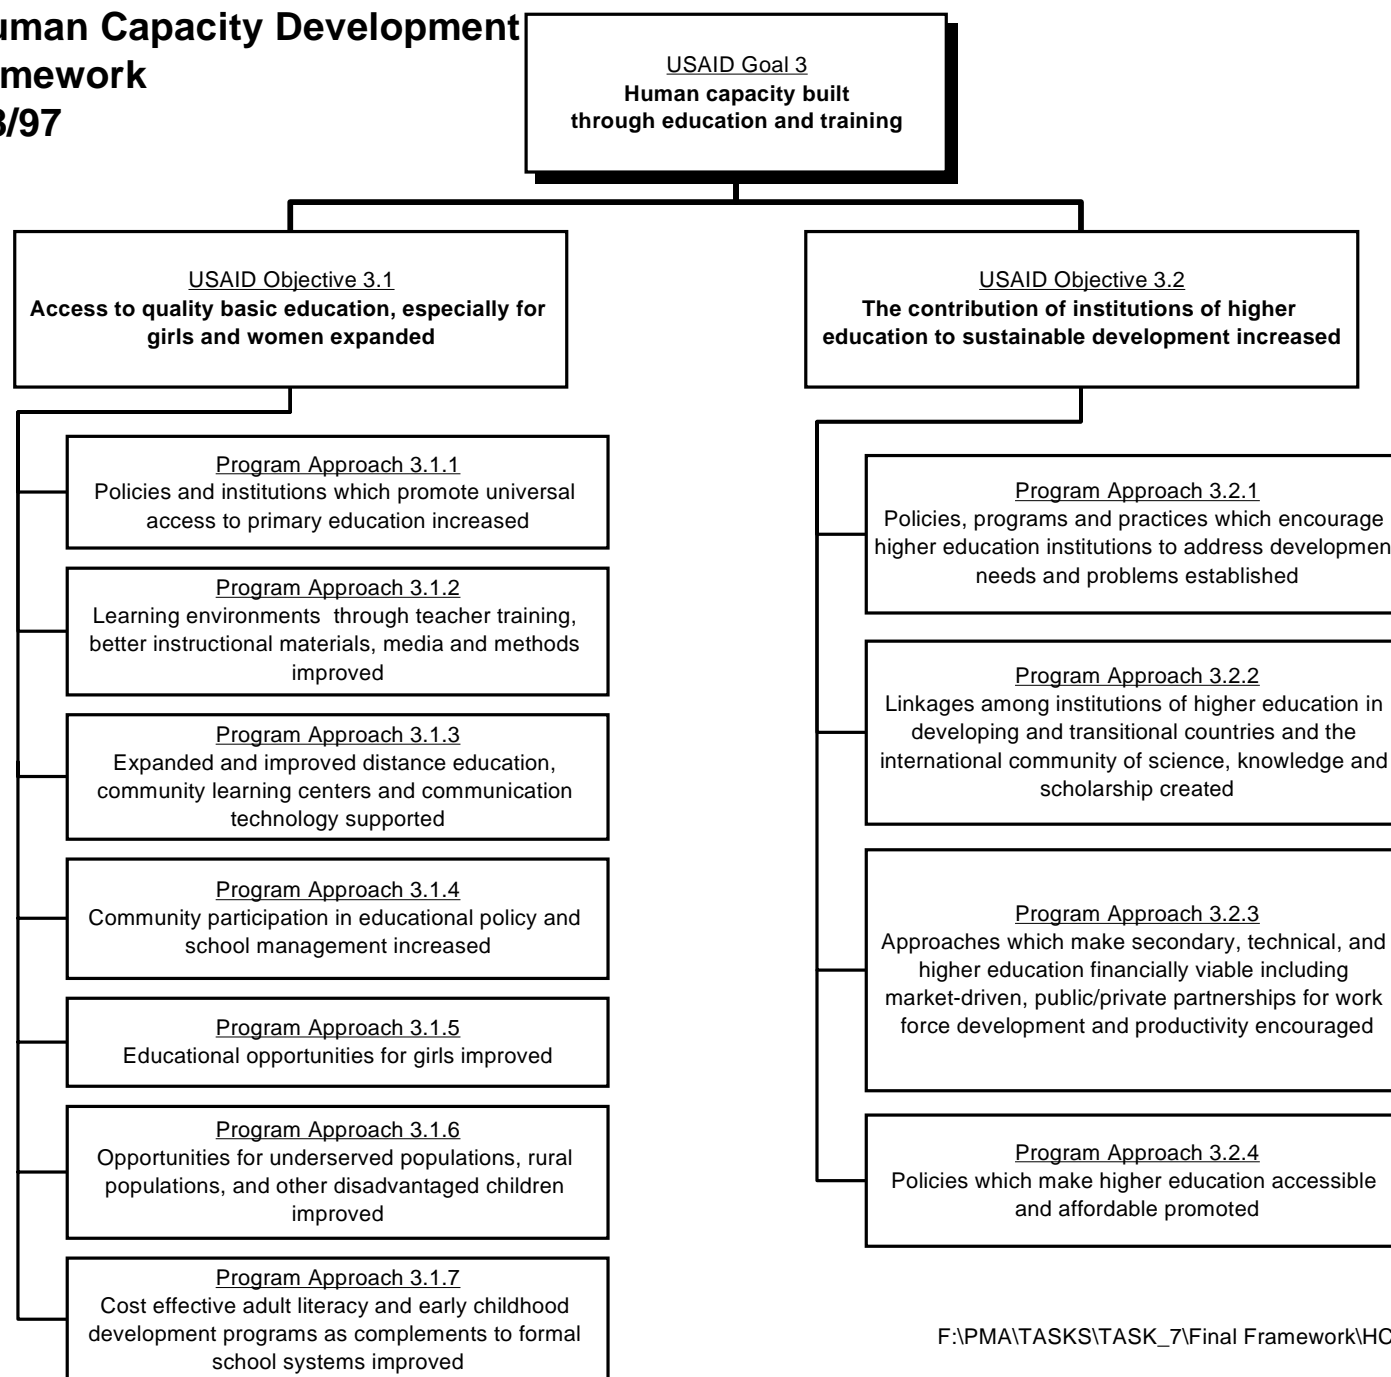 uman Capacity Development
mework
3/97
USAID Goal 3
Human capacity built
through education and training
USAID Objective 3.1
Access to quality basic education, especially for
girls and women expanded
Program Approach 3.1.1
Policies and institutions which promote universal
access to primary education increased
Program Approach 3.1.2
Learning environments through teacher training,
better instructional materials, media and methods
improved
Program Approach 3.1.3
Expanded and improved distance education,
community learning centers and communication
technology supported
Program Approach 3.1.4
Community participation in educational policy and
school management increased
Program Approach 3.1.5
Educational opportunities for girls improved
Program Approach 3.1.6
Opportunities for underserved populations, rural
populations, and other disadvantaged children
improved
Program Approach 3.1.7
Cost effective adult literacy and early childhood
development programs as complements to formal
school systems improved
USAID Objective 3.2
The contribution of institutions of higher
education to sustainable development increased
Program Approach 3.2.1
Policies, programs and practices which encourage
higher education institutions to address developmen
needs and problems established
Program Approach 3.2.2
Linkages among institutions of higher education in
developing and transitional countries and the
international community of science, knowledge and
scholarship created
Program Approach 3.2.3
Approaches which make secondary, technical, and
higher education financially viable including
market-driven, public/private partnerships for work
force development and productivity encouraged
Program Approach 3.2.4
Policies which make higher education accessible
and affordable promoted
F:\PMA\TASKS\TASK_7\Final Framework\HC